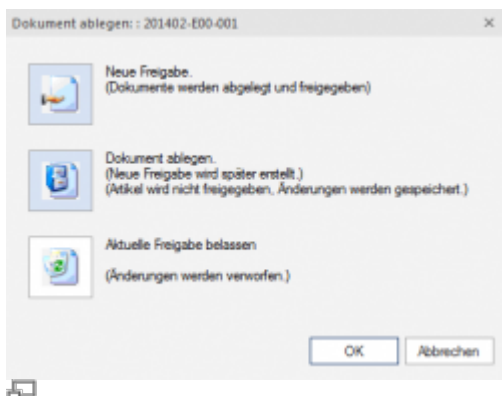 Dokument ablegen: : 201402-E00-001
Neue Freigabe.
(Dokumente werden abgelegt und freigegeben)
Dokument ablegen.
(Neue Freigabe wird später erstellt.)
(Artikel wird nicht freigegeben, Änderungen werden gespeichert.)
Aktuelle Freigabe belassen
(Änderungen werden verworfen.)
OK Abbrechen